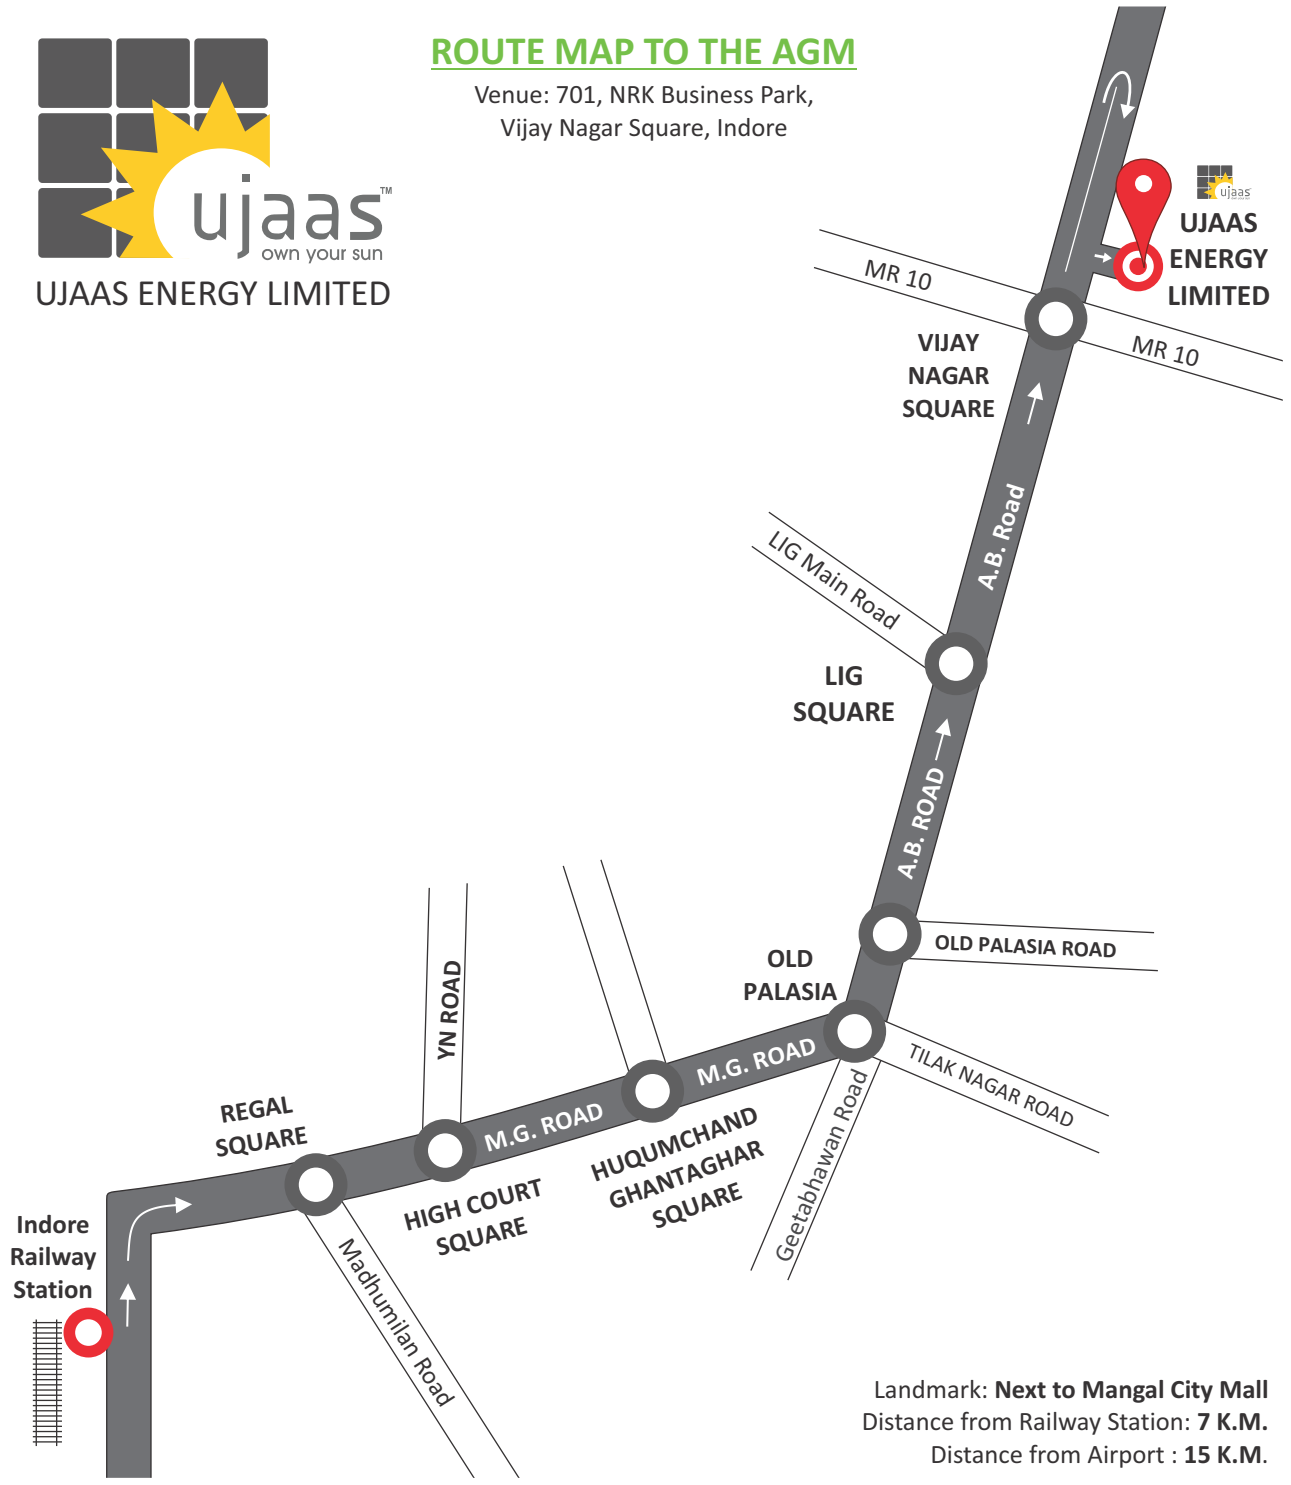 ROUTE MAP TO THE AGM
Venue: 701, NRK Business Park,
Vijay Nagar Square, Indore
ujaas™
own your sun
UJAAS ENERGY LIMITED
ujaas
UJAAS
ENERGY
LIMITED
MR 10
MR 10
VIJAY
NAGAR
SQUARE
A.B. Road
LIG Main Road
LIG
SQUARE
A.B. ROAD
OLD PALASIA ROAD
OLD
PALASIA
TILAK NAGAR ROAD
Geetabhawan Road
M.G. ROAD
YN ROAD
M.G. ROAD
HUQUMCHAND
GHANTAGHAR
SQUARE
REGAL
SQUARE
HIGH COURT
SQUARE
Madhumilan Road
Indore
Railway
Station
Landmark: Next to Mangal City Mall
Distance from Railway Station: 7 K.M.
Distance from Airport : 15 K.M.